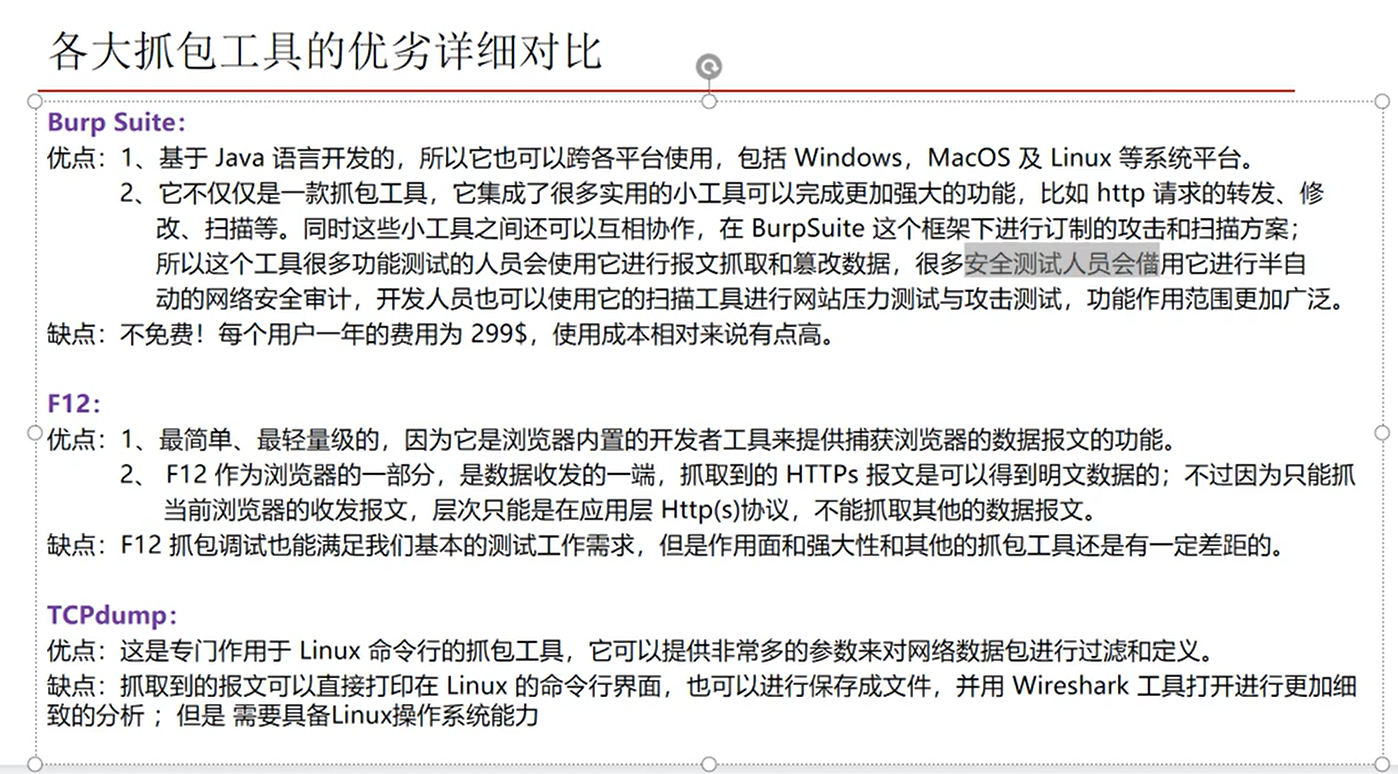 各大抓包工具的优劣详细对比
Burp Suite：
优点：1、基于 Java 语言开发的，所以它也可以跨各平台使用，包括 Windows，MacOS 及 Linux 等系统平台。
2、它不仅仅是一款抓包工具，它集成了很多实用的小工具可以完成更加强大的功能，比如 http 请求的转发、修
改、扫描等。同时这些小工具之间还可以互相协作，在 BurpSuite 这个框架下进行订制的攻击和扫描方案；
所以这个工具很多功能测试的人员会使用它进行报文抓取和篡改数据，很多安全测试人员会借用它进行半自
动的网络安全审计，开发人员也可以使用它的扫描工具进行网站压力测试与攻击测试，功能作用范围更加广泛。
缺点：不免费！每个用户一年的费用为 299$，使用成本相对来说有点高。
F12：
优点：1、最简单、最轻量级的，因为它是浏览器内置的开发者工具来提供捕获浏览器的数据报文的功能。
2、 F12 作为浏览器的一部分，是数据收发的一端，抓取到的 HTTPs 报文是可以得到明文数据的；不过因为只能抓
当前浏览器的收发报文，层次只能是在应用层 Http(s)协议，不能抓取其他的数据报文。
缺点：F12 抓包调试也能满足我们基本的测试工作需求，但是作用面和强大性和其他的抓包工具还是有一定差距的。
TCPdump：
优点：这是专门作用于 Linux 命令行的抓包工具，它可以提供非常多的参数来对网络数据包进行过滤和定义。
缺点：抓取到的报文可以直接打印在 Linux 的命令行界面，也可以进行保存成文件，并用 Wireshark 工具打开进行更加细
致的分析 ；但是 需要具备Linux操作系统能力